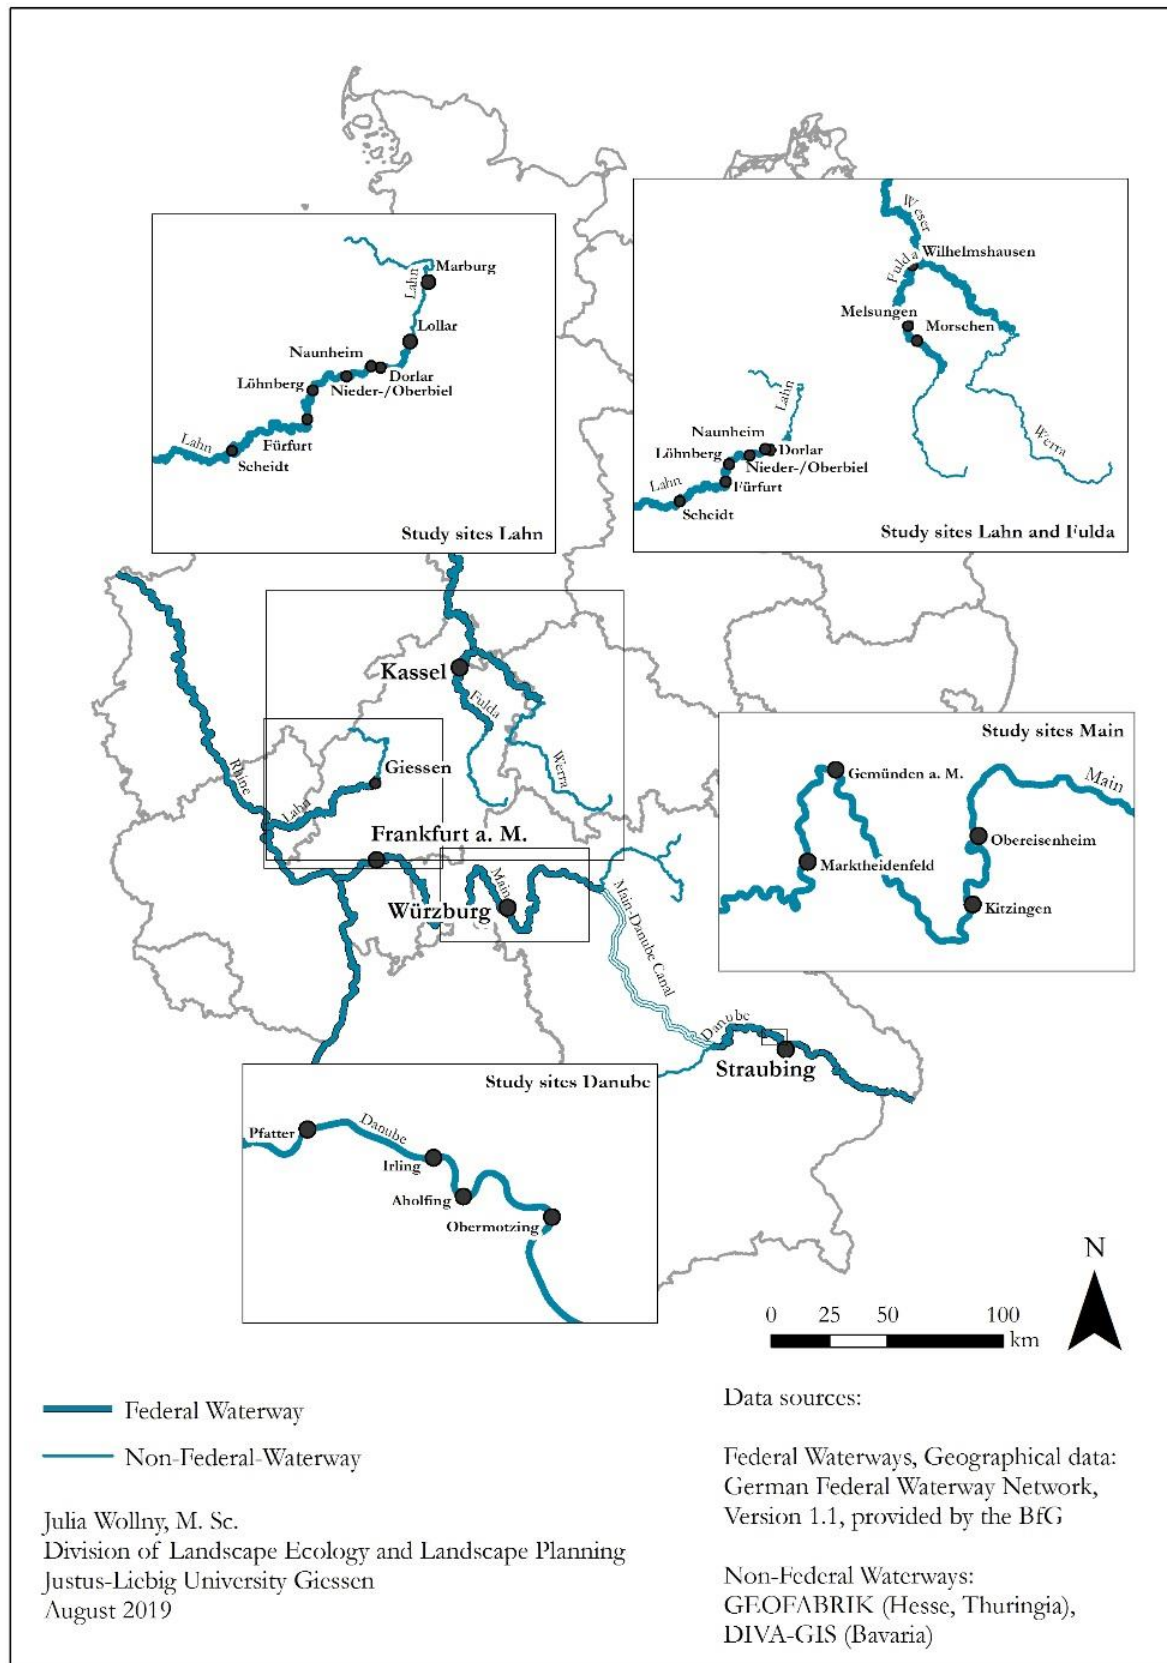 Lahn
Marburg
Lollar
Naunheim
Dorlar
Löhnberg
Nieder-/Oberbiel
Lahn
Fürfurt
Scheidt
Study sites Lahn
Weser
Wilhelmshausen
Fulda
Melsungen
Morschen
Lahn
Naunheim
Dorlar
Löhnberg
Nieder-/Oberbiel
Lahn
Fürfurt
Scheidt
Werra
Study sites Lahn and Fulda
Kassel
Fulda
Werra
Rhine
Giessen
Lahn
Frankfurt a. M.
Main
Würzburg
Main-Danube Canal
Danube
Straubing
Study sites Main
Gemünden a. M.
Main
Obereisenheim
Marktheidenfeld
Kitzingen
Study sites Danube
Pfatter
Danube
Irling
Aholfing
Obermotzing
N
0 25 50 100
km
Federal Waterway
Non-Federal-Waterway
Julia Wollny, M. Sc.
Division of Landscape Ecology and Landscape Planning
Justus-Liebig University Giessen
August 2019
Data sources:
Federal Waterways, Geographical data:
German Federal Waterway Network,
Version 1.1, provided by the BfG
Non-Federal Waterways:
GEOFABRIK (Hesse, Thuringia),
DIVA-GIS (Bavaria)